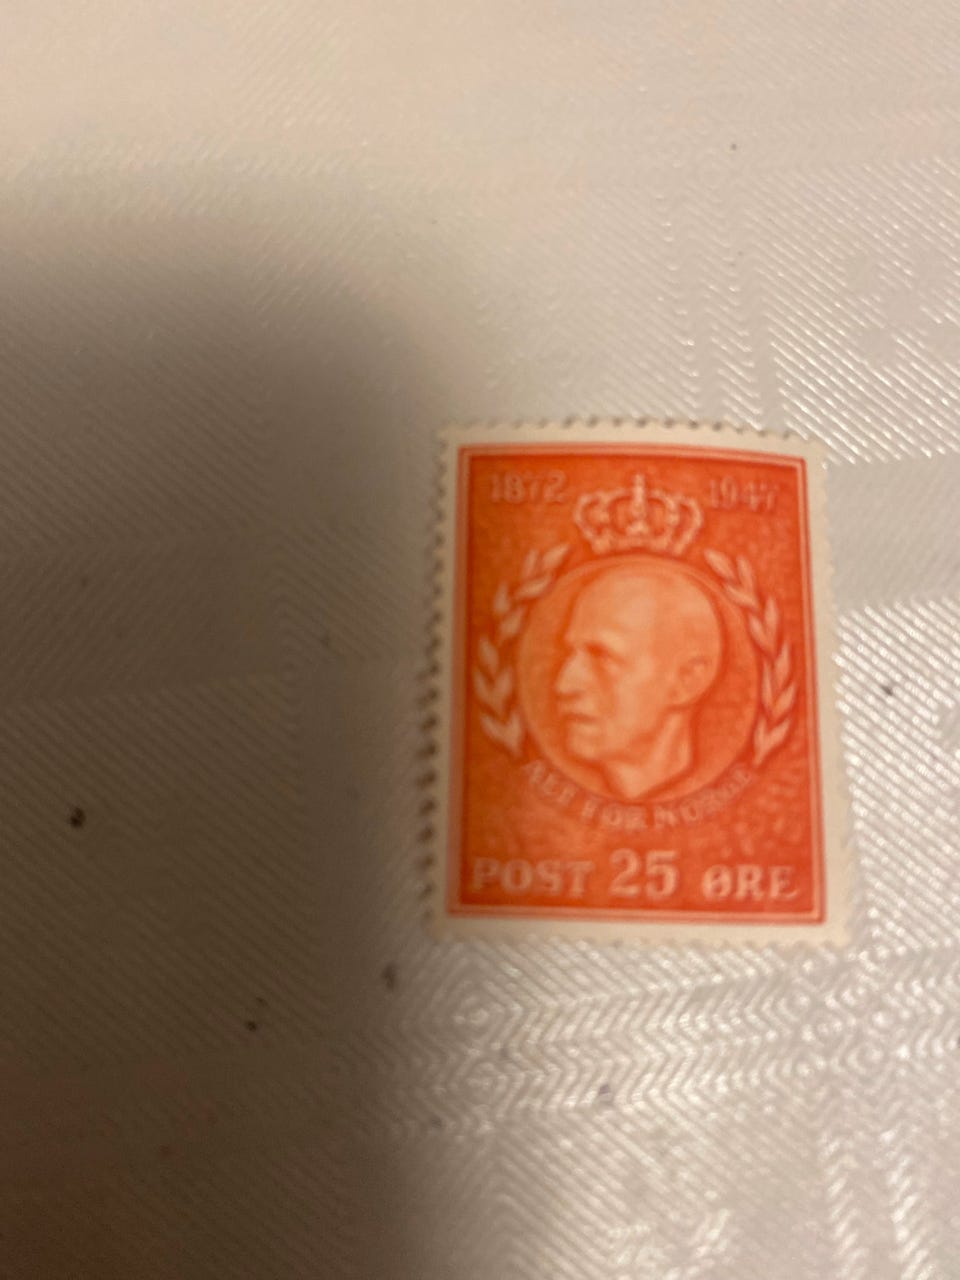 1872 1947
ALT FOR NORGE
POST 25 ØRE